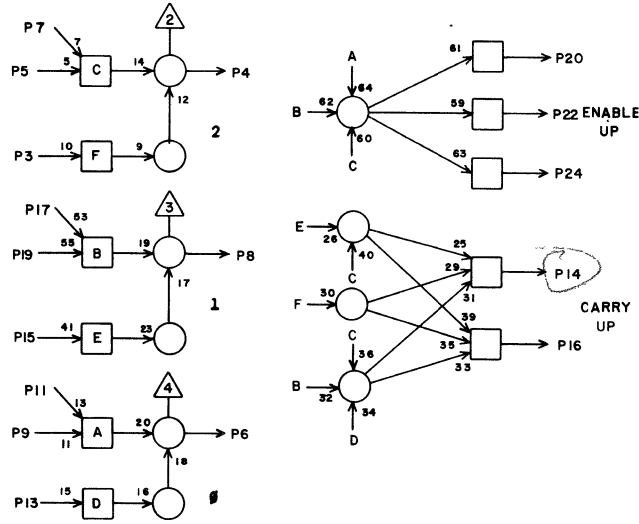 P7
2
7
P5
5
C
14
P4
12
P3
10
F
9
2
P17
3
53
P19
55
B
19
P8
17
1
P15
41
E
23
P11
4
13
P9
11
A
20
P6
18
P13
15
D
16
0
A
61
P20
64
B
62
59
P22 ENABLE
UP
60
C
63
P24
E
26
40
25
C
29
P14
F
30
31
CARRY
UP
C
39
36
35
P16
33
B
32
34
D